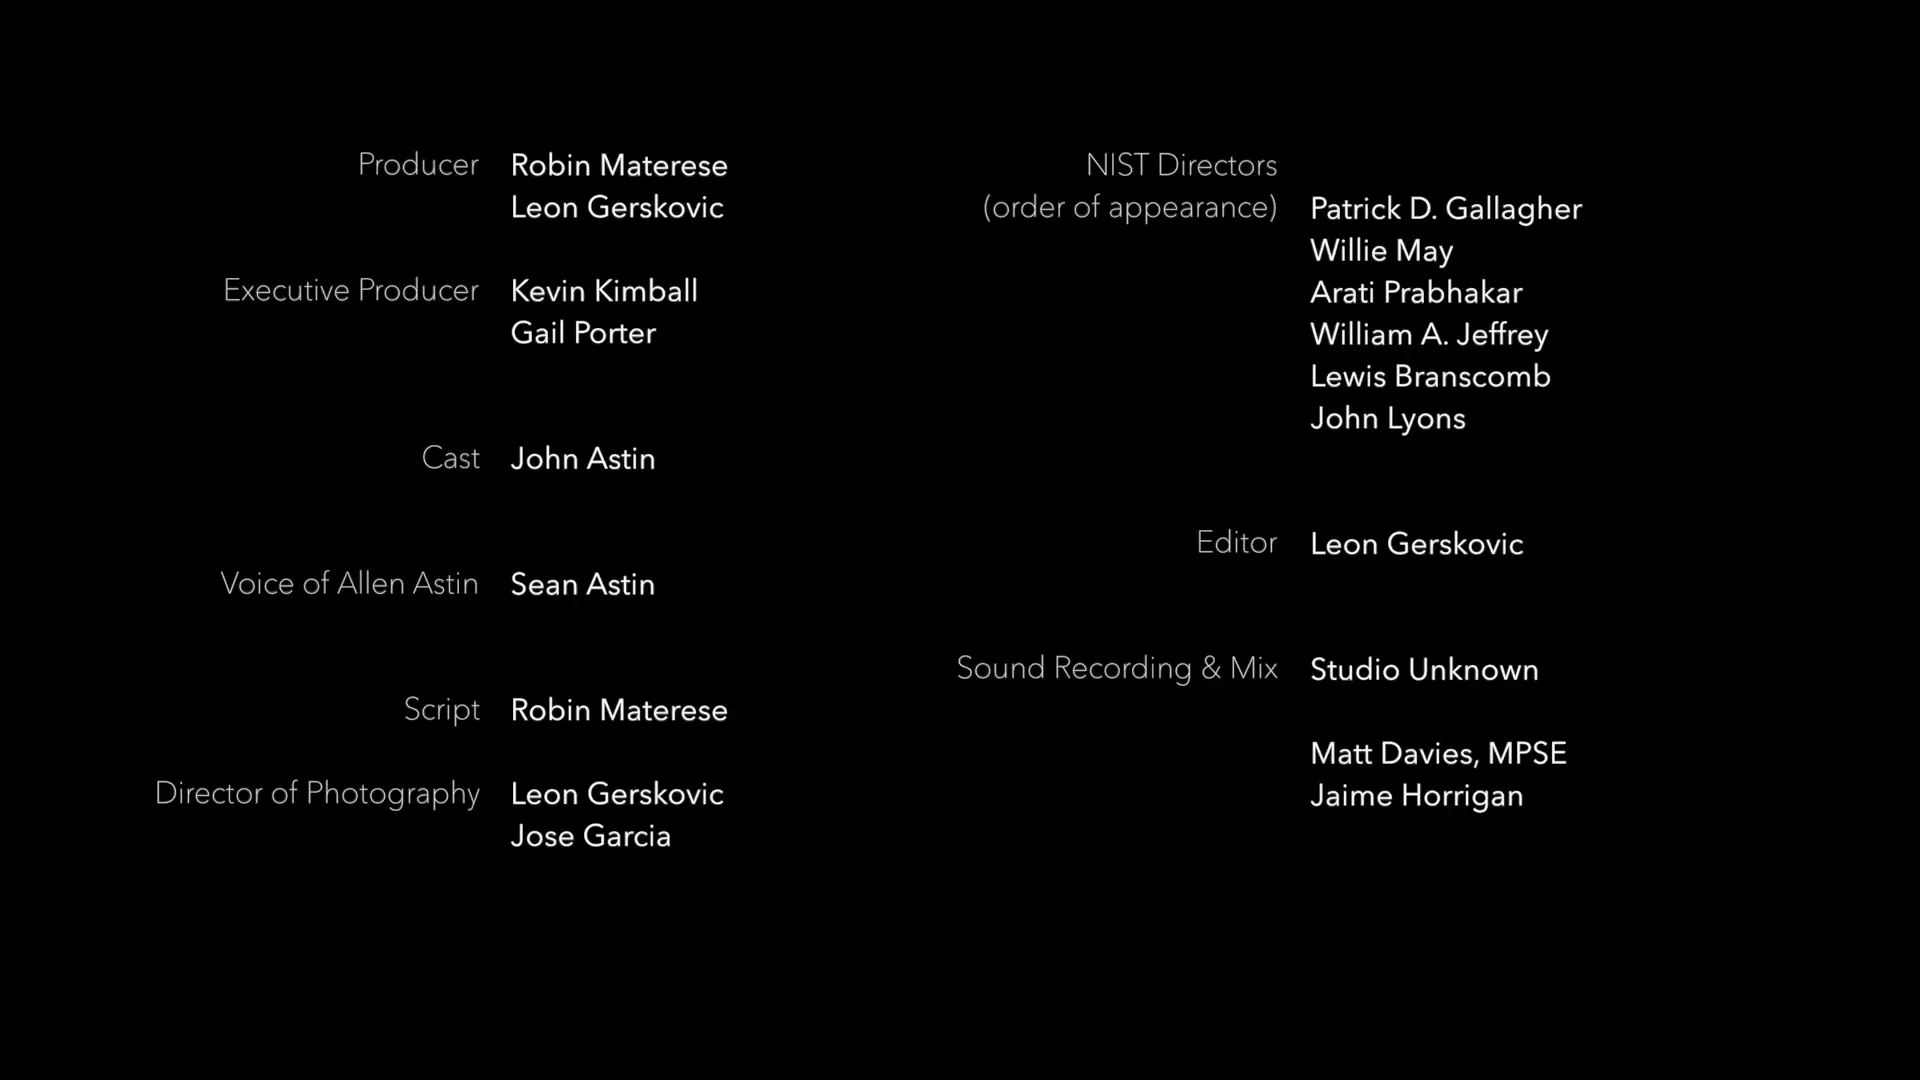 Producer Robin Materese
Leon Gerskovic
Executive Producer Kevin Kimball
Gail Porter
Cast John Astin
Voice of Allen Astin Sean Astin
Script Robin Materese
Director of Photography Leon Gerskovic
Jose Garcia
NIST Directors
(order of appearance) Patrick D. Gallagher
Willie May
Arati Prabhakar
William A. Jeffrey
Lewis Branscomb
John Lyons
Editor Leon Gerskovic
Sound Recording & Mix Studio Unknown
Matt Davies, MPSE
Jaime Horrigan